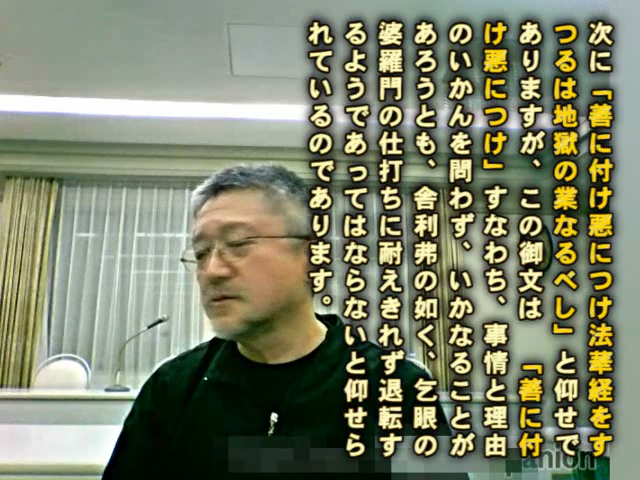 次に「善に付け悪につけ法華経をす
つるは地獄の業なるべし」と仰せで
ありますが、この御文は　「善に付
け悪につけ」すなわち、事情と理由
のいかんを問わず、いかなることが
あろうとも、舎利弗の如く、乞眼の
婆羅門の仕打ちに耐えきれず退転す
るようであってはならないと仰せら
れているのであります。
panion